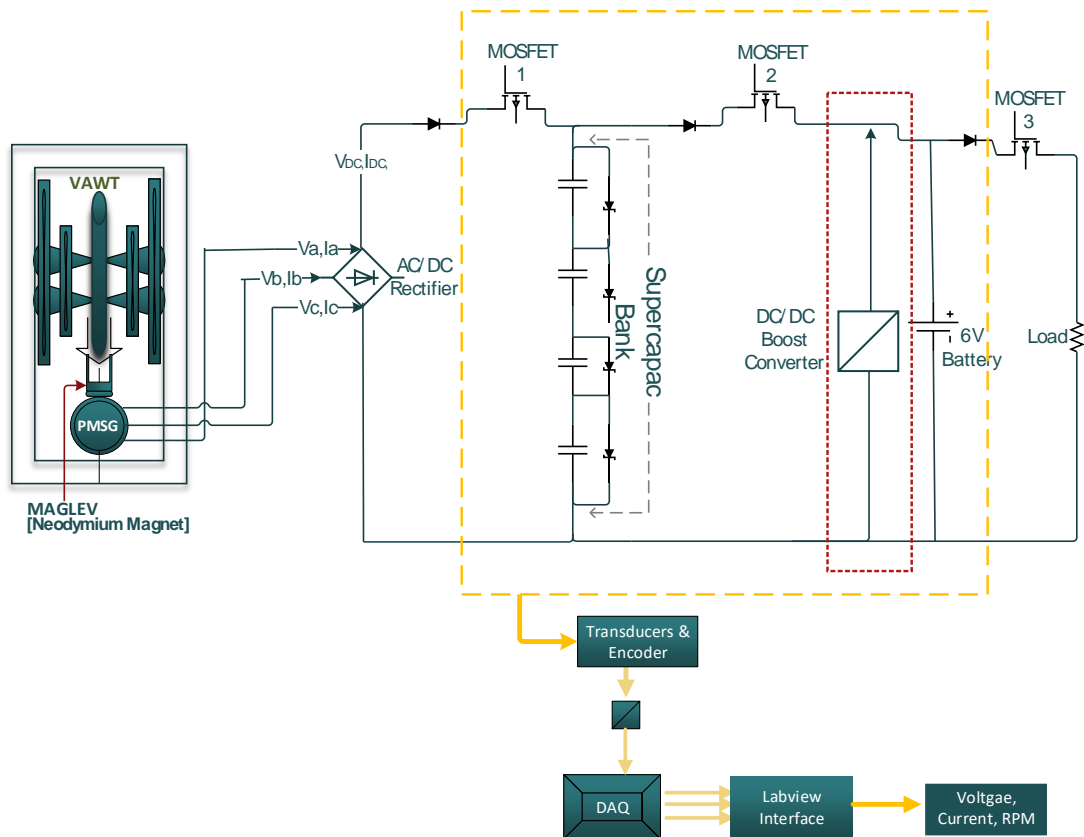 MOSFET
1
MOSFET
2
MOSFET
3
VDC,IDC,
VAWT
Va,Ia
Vb,Ib
Vc,Ic
AC/DC
Rectifier
Supercapac
Bank
DC/DC
Boost
Converter
+
-
6V
Battery
Load
PMSG
MAGLEV
[Neodymium Magnet]
Transducers &
Encoder
DAQ
Labview
Interface
Voltgae,
Current, RPM